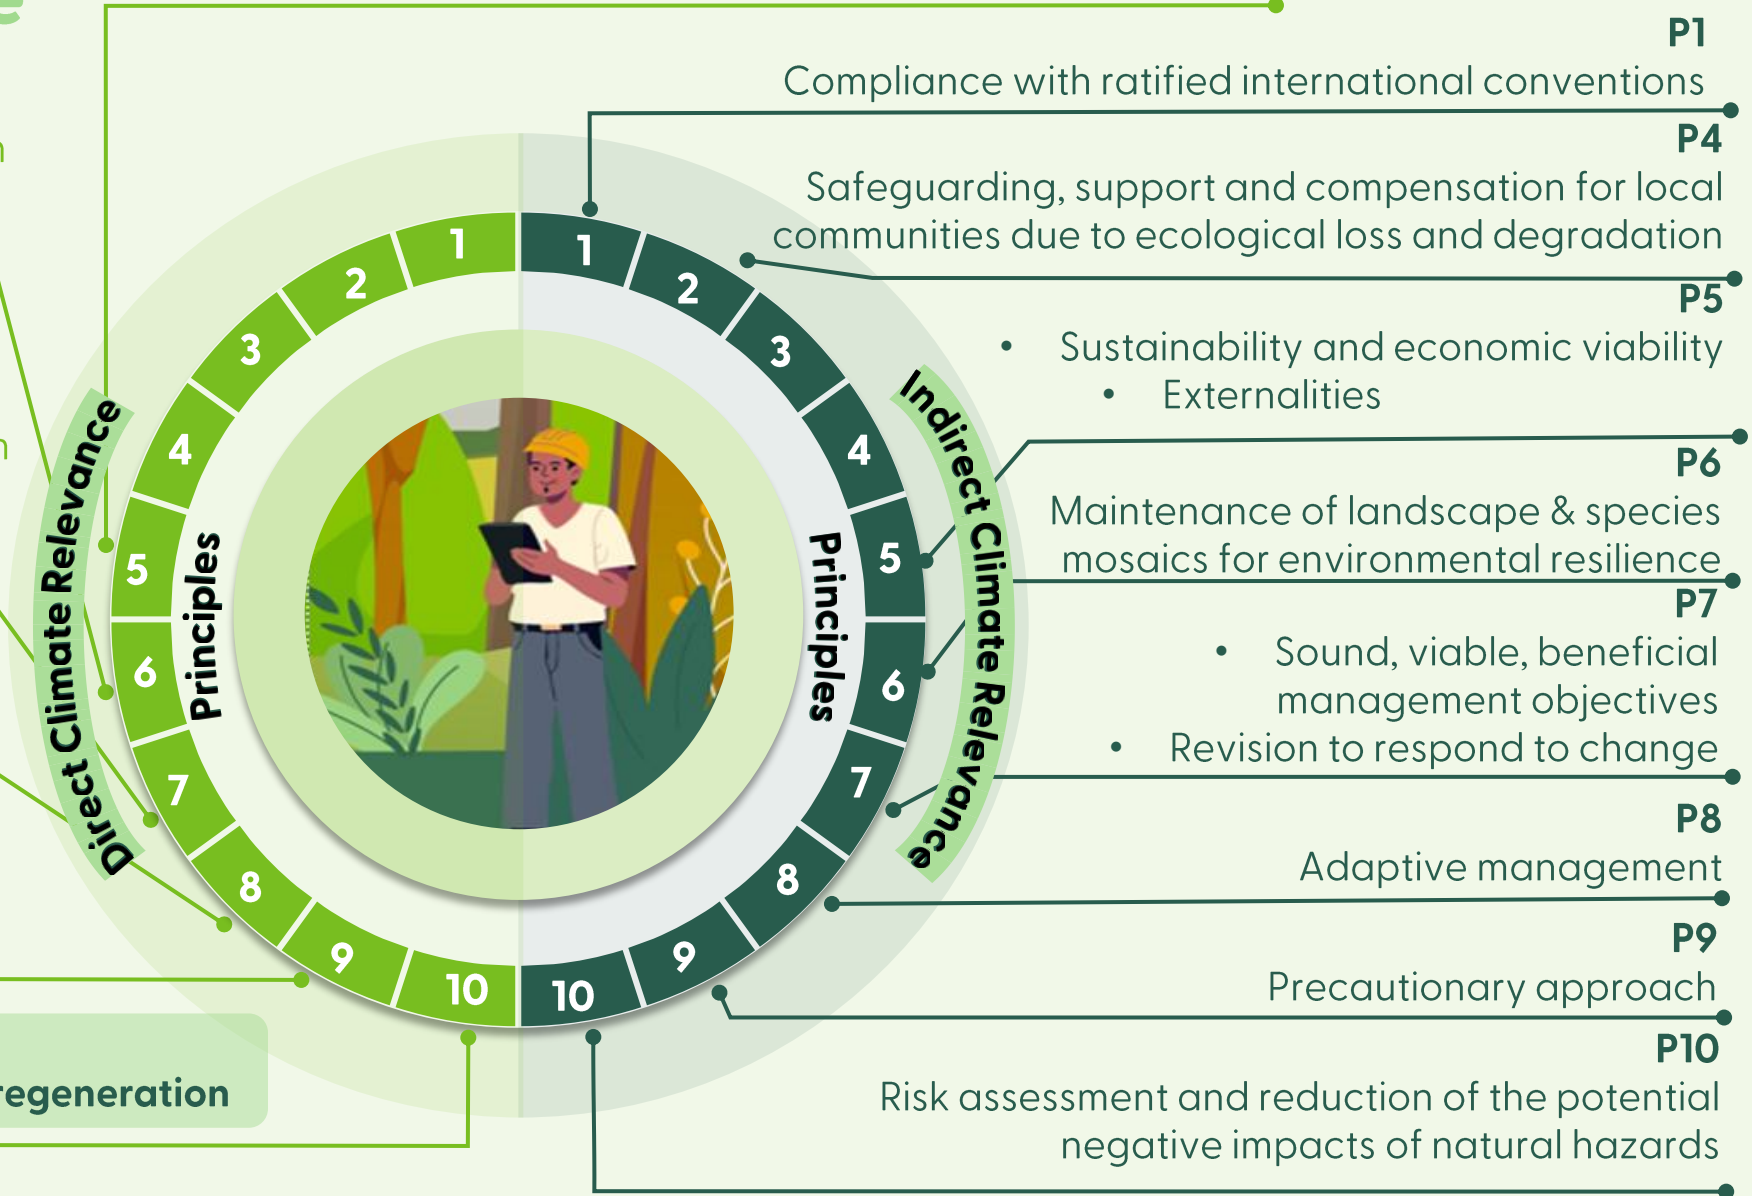 P1
Compliance with ratified international conventions
P4
Safeguarding, support and compensation for local
communities due to ecological loss and degradation
P5
• Sustainability and economic viability
• Externalities
P6
Maintenance of landscape & species
mosaics for environmental resilience
P7
• Sound, viable, beneficial
management objectives
• Revision to respond to change
P8
Adaptive management
P9
Precautionary approach
P10
Risk assessment and reduction of the potential
negative impacts of natural hazards
Direct Climate Relevance
Principles
1
2
3
4
5
6
7
8
9
10
Principles
1
2
3
4
5
6
7
8
9
10
Indirect Climate Relevance
regeneration